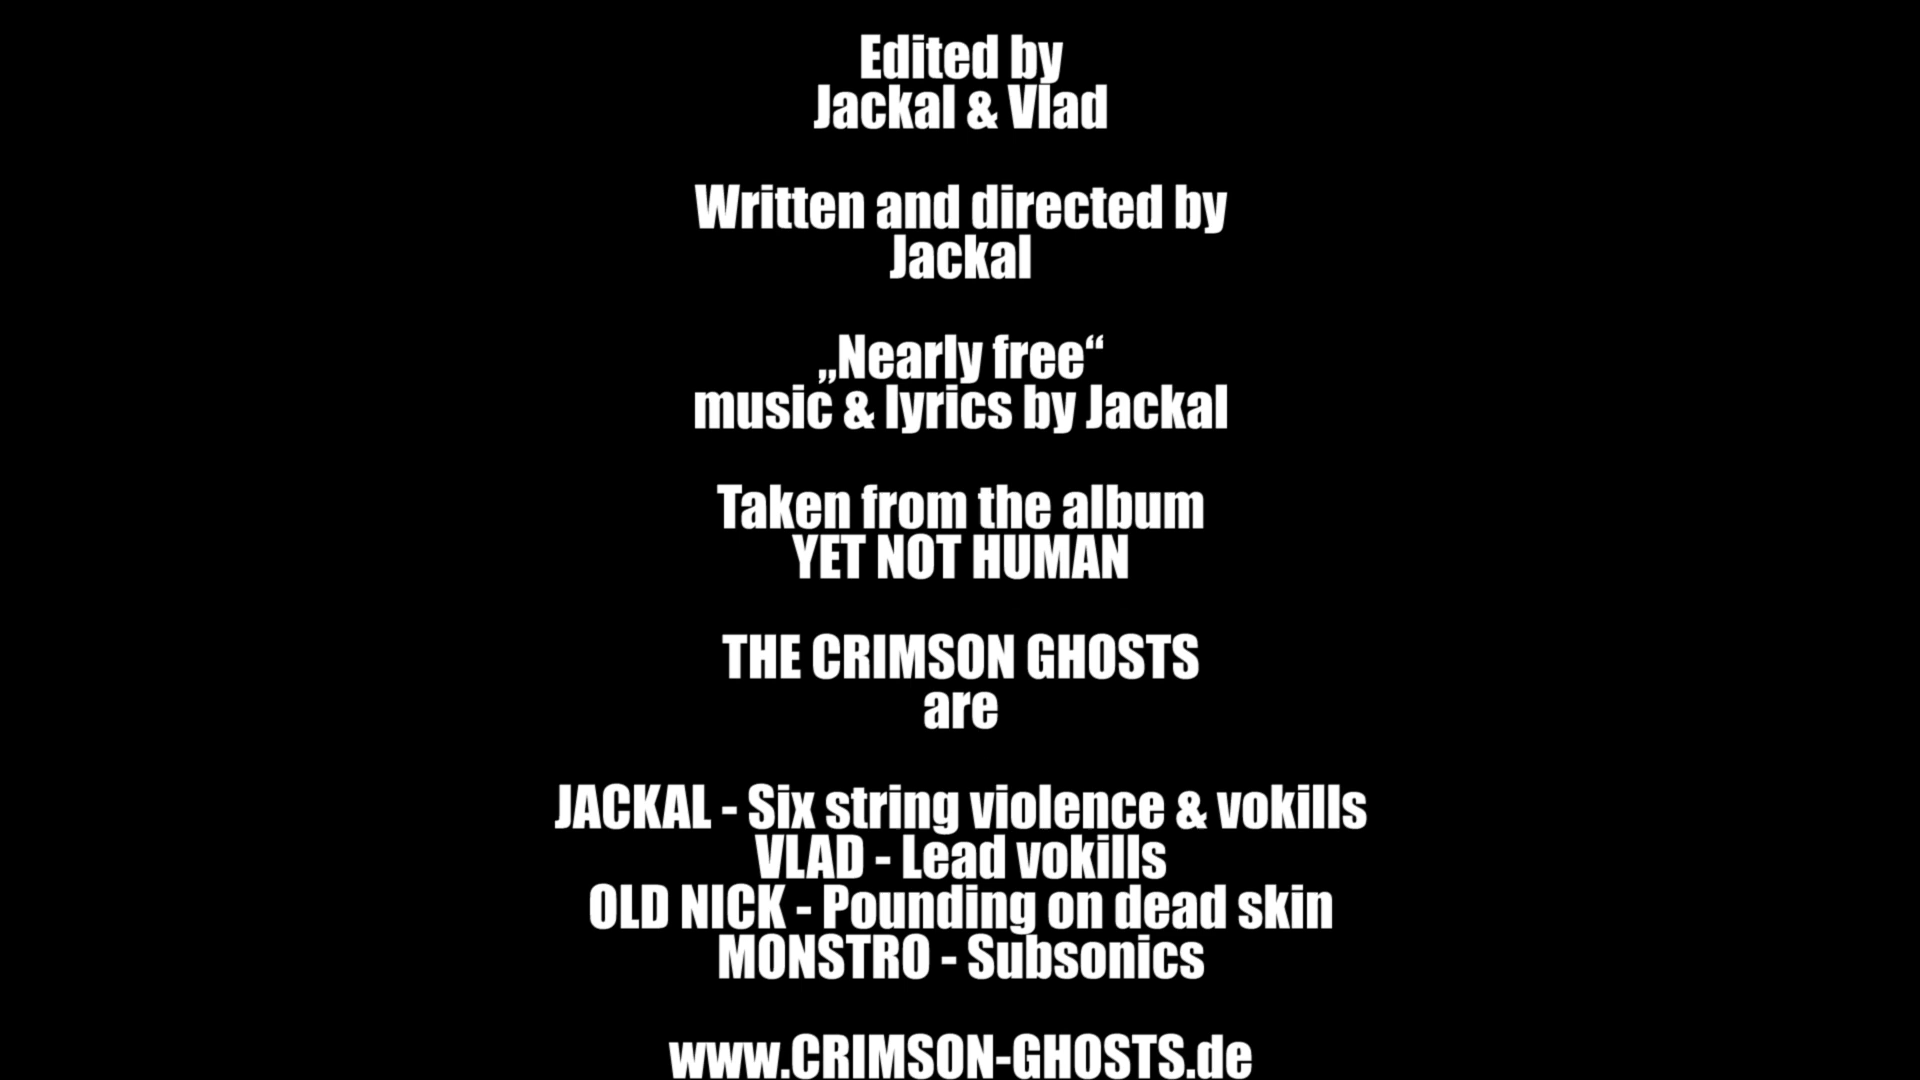 Edited by
Jackal & Vlad
Written and directed by
Jackal
„Nearly free“
music & lyrics by Jackal
Taken from the album
YET NOT HUMAN
THE CRIMSON GHOSTS
are
JACKAL - Six string violence & vokills
VLAD - Lead vokills
OLD NICK - Pounding on dead skin
MONSTRO - Subsonics
www.CRIMSON-GHOSTS.de